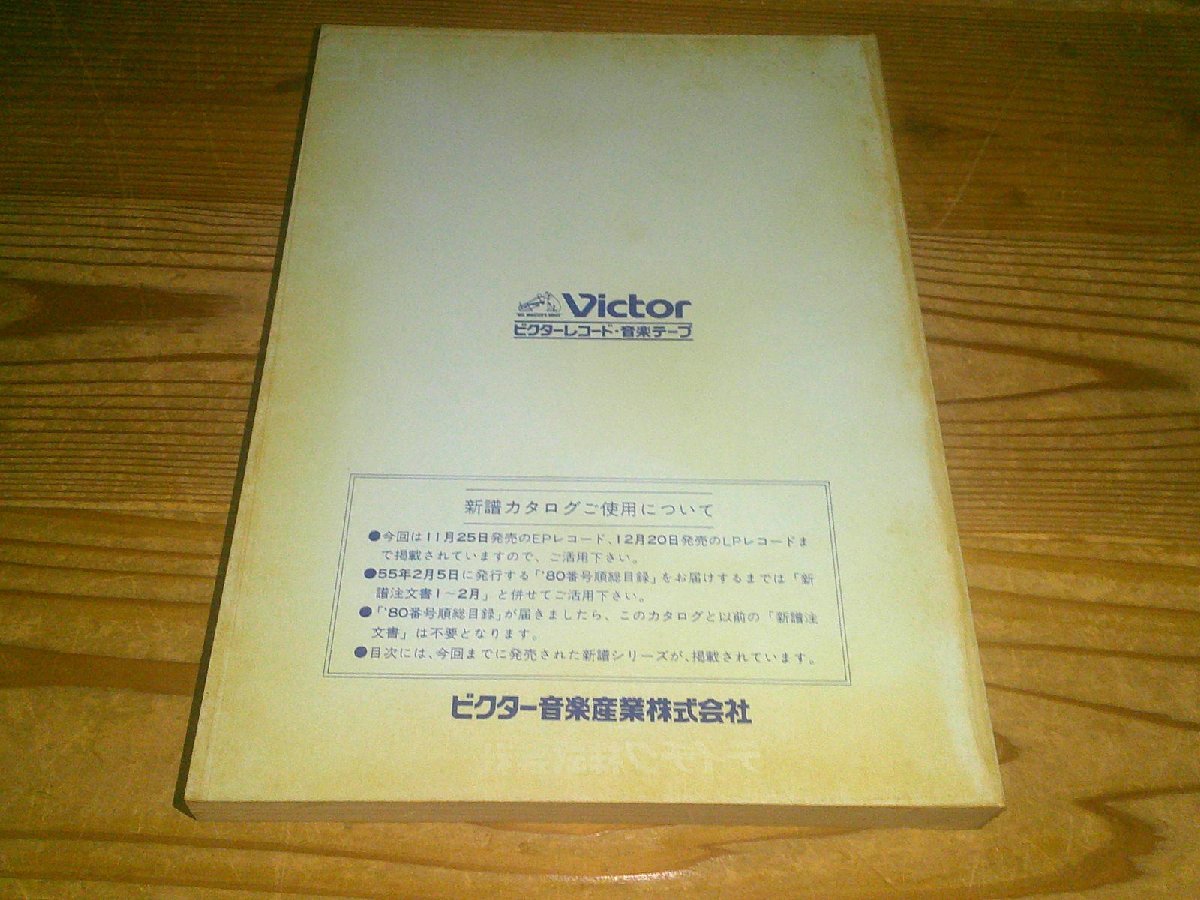 Victor
ビクターレコード・音楽テープ
新譜カタログご使用について
●今回は11月25日発売のEPレコード、12月20日発売のLPレコードま
で掲載されていますので、ご活用下さい。
●55年2月5日に発行する「'80番号順総目録」をお届けするまでは「新
譜注文書1~2月」と併せてご活用下さい。
●「'80番号順総目録」が届きましたら、このカタログと以前の「新譜注
文書」は不要となります。
●目次には、今回までに発売された新譜シリーズが、掲載されています。
ビクター音楽産業株式会社